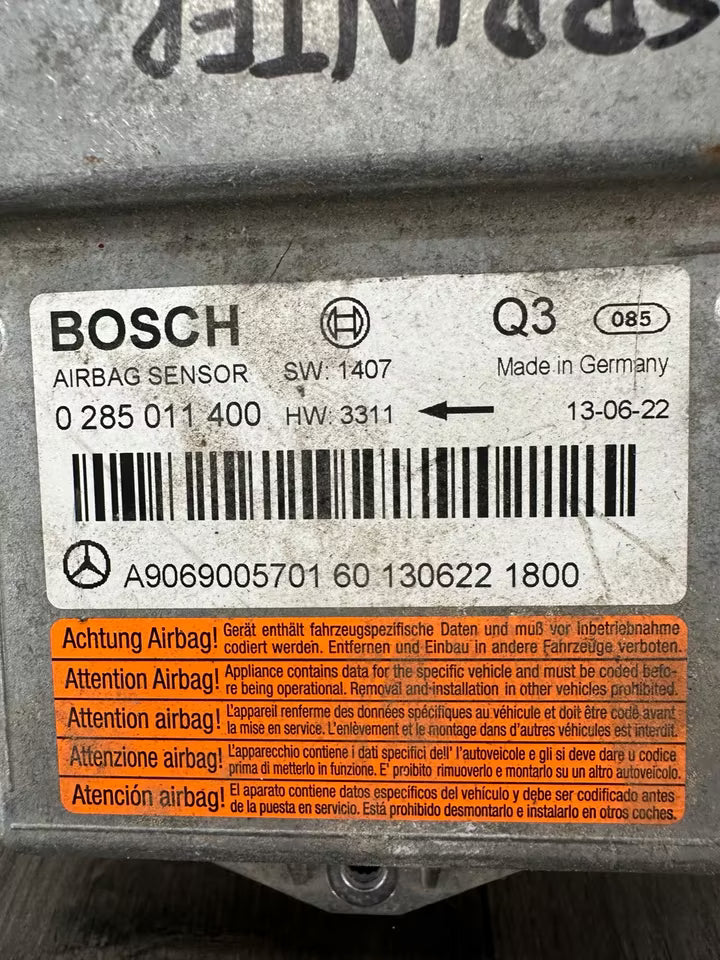 SPRINTER
BOSCH Q3 085
AIRBAG SENSOR SW: 1407 Made in Germany
0 285 011 400 HW: 3311 13-06-22
A9069005701 60 130622 1800
Achtung Airbag! Gerät enthält fahrzeugspezifische Daten und muß vor Inbetriebnahme
codiert werden. Entfernen und Einbau in andere Fahrzeuge verboten.
Attention Airbag! Appliance contains data for the specific vehicle and must be coded befo-
re being operational. Removal and installation in other vehicles prohibited.
Attention airbag! L'appareil renferme des données spécifiques au véhicule et doit être codé avant
la mise en service. L'enlèvement et le montage dans d'autres véhicules est interdit.
Attenzione airbag! L'apparecchio contiene i dati specifici dell' l'autoveicole e gli si deve dare u codice
prima di metterlo in funzione. E' proibito rimuoverlo e montarlo su un altro autoveicolo.
Atención airbag! El aparato contiene datos específicos del vehículo y debe ser codificado antes
de la puesta en servicio. Está prohibido desmontarlo e instalarlo en otros coches.